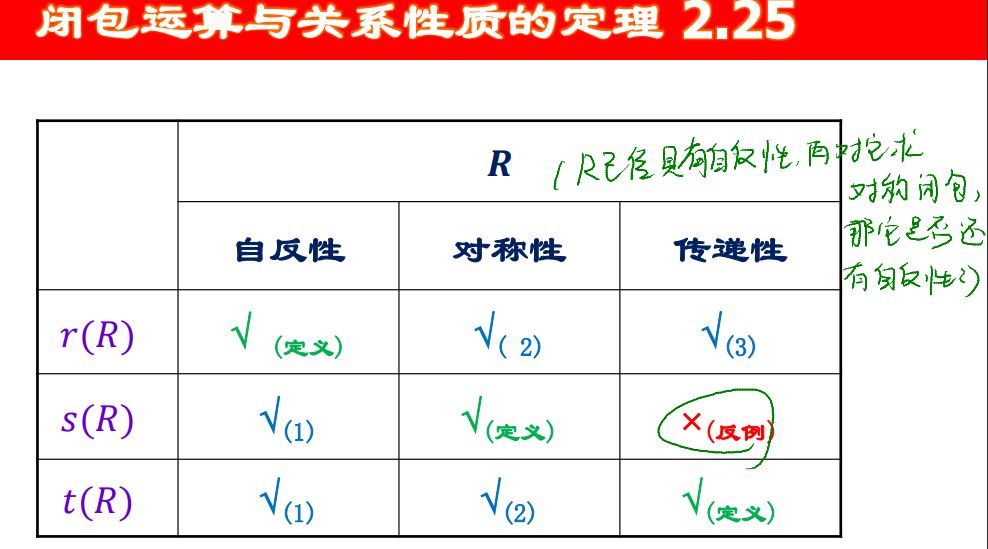 闭包运算与关系性质的定理 2.25
R
(R已经具有自反性,再对它求
对称闭包,
那它是否还
有自反性?)
自反性 对称性 传递性
r(R) √(定义) √( 2) √(3)
s(R) √(1) √(定义) ×(反例)
t(R) √(1) √(2) √(定义)